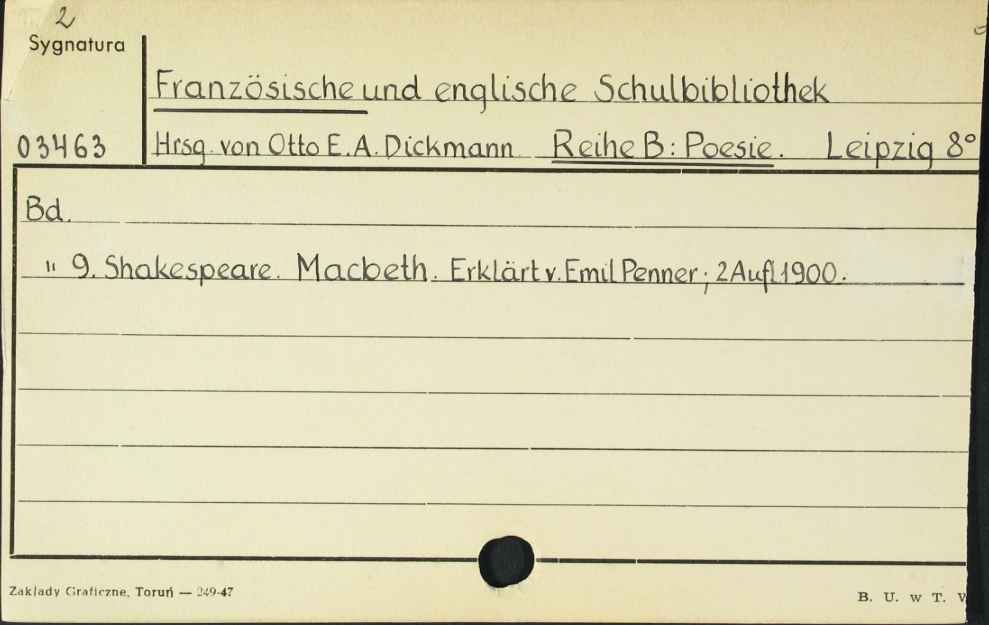 2
Sygnatura
Französische und englische Schulbibliothek
03463 Hrsg. von Otto E. A. Dickmann Reihe B: Poesie. Leipzig 8°
Bd.
" 9. Shakespeare. Macbeth. Erklärt v. Emil Penner; 2 Aufl. 1900.
Zakłady Graficzne, Toruń — 249-47
B. U. w T.